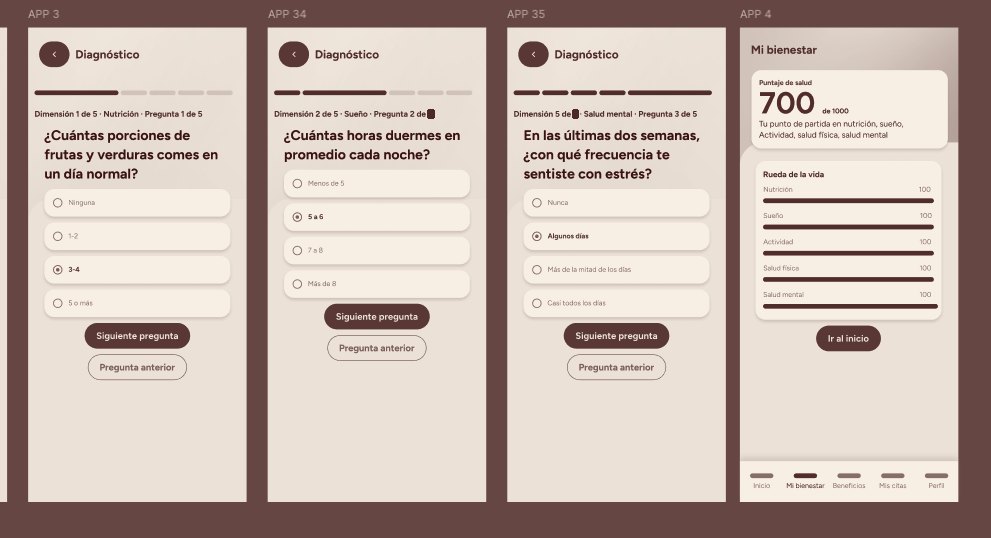 APP 3
Diagnóstico
Dimensión 1 de 5 · Nutrición · Pregunta 1 de 5
¿Cuántas porciones de
frutas y verduras comes en
un día normal?
Ninguna
1-2
3-4
5 o más
Siguiente pregunta
Pregunta anterior
APP 34
Diagnóstico
Dimensión 2 de 5 · Sueño · Pregunta 2 de
¿Cuántas horas duermes en
promedio cada noche?
Menos de 5
5 a 6
7 a 8
Más da 8
Siguiente pregunta
Pregunta anterior
APP 35
Diagnóstico
Dimensión 5 de · Salud mental · Pregunta 3 de 5
En las últimas dos semanas,
¿con qué frecuencia te
sentiste con estrés?
Nunca
Algunos días
Más de la mitad de los días
Casi todos los días
Siguiente pregunta
Pregunta anterior
APP 4
Mi bienestar
Puntaje de salud
700 de 1000
Tu punto de partida en nutrición, sueño,
Actividad, salud física, salud mental
Rueda de la vida
Nutrición 100
Sueño 100
Actividad 100
Salud física 100
Salud mental 100
Ir al inicio
Inicio Mi bienestar Beneficios Mis citas Perfil